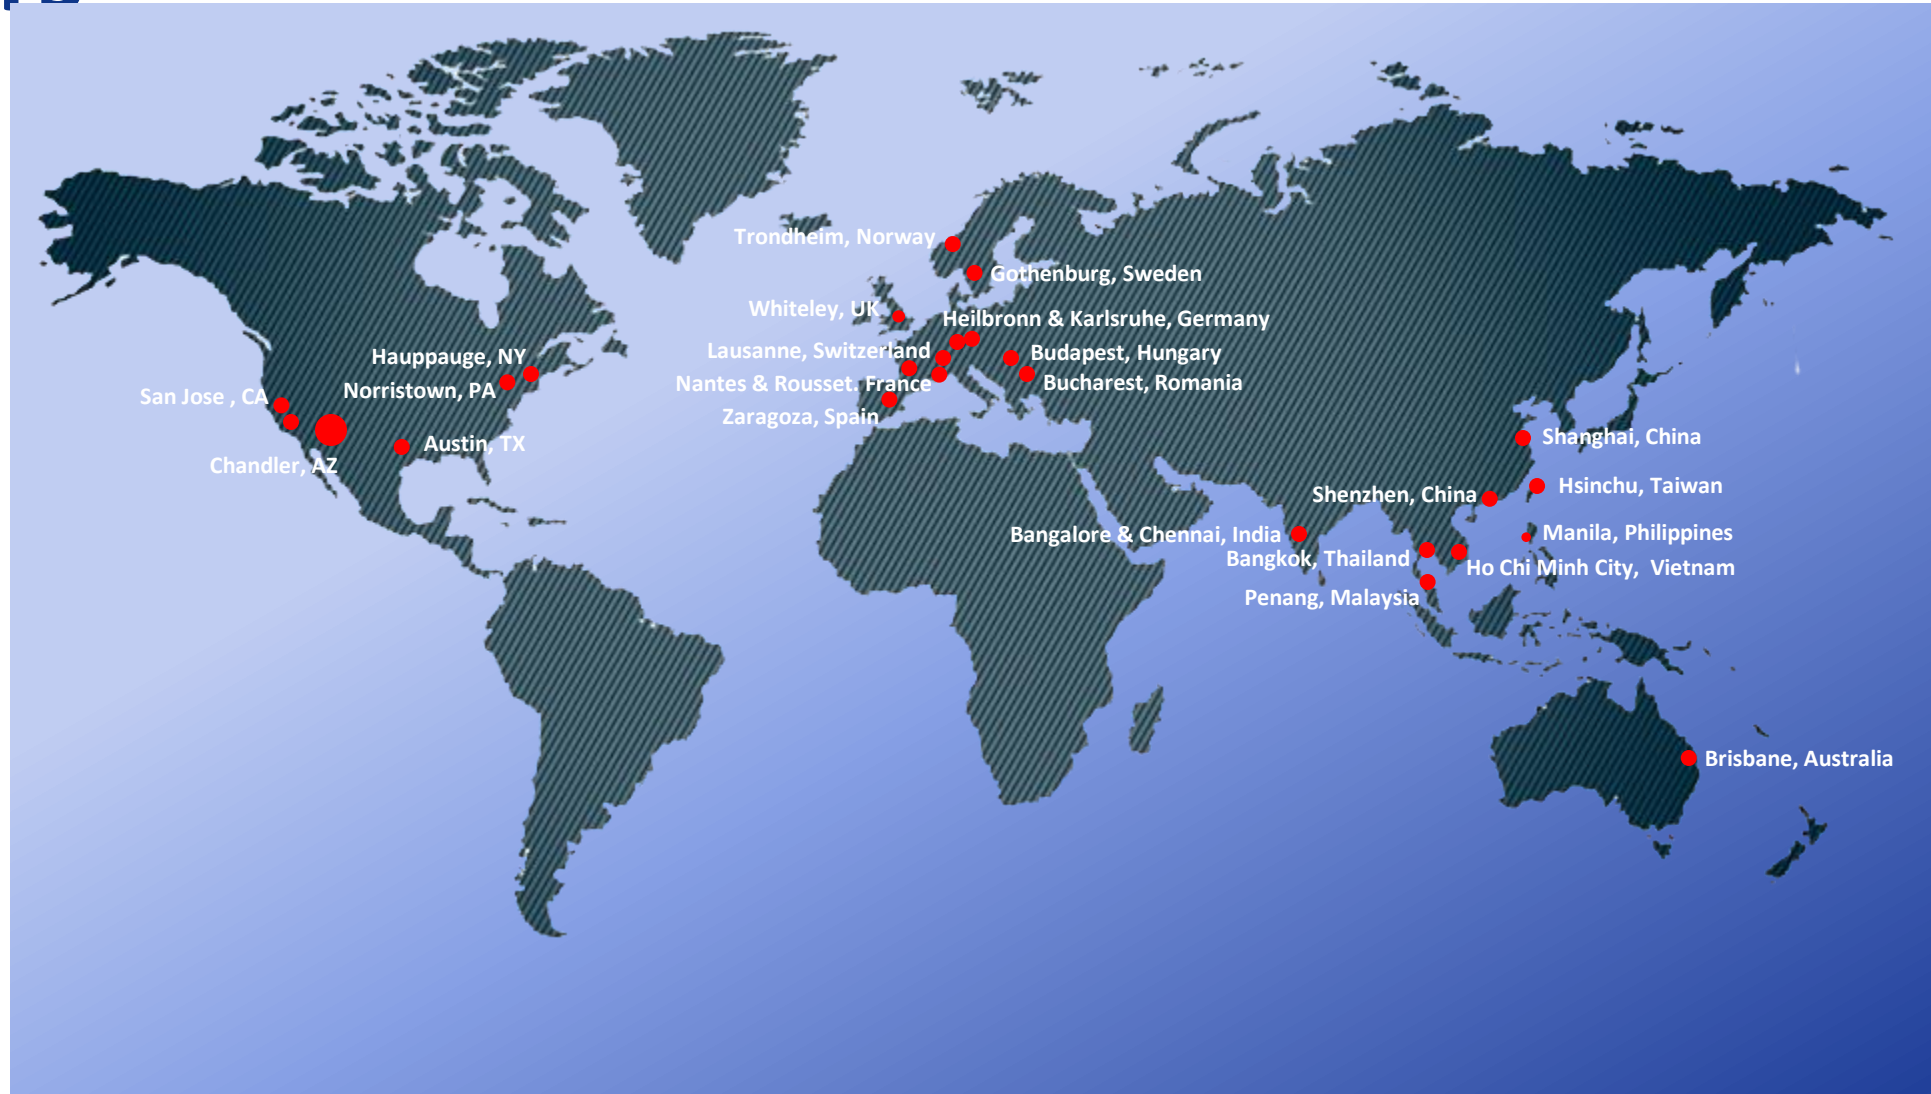 Trondheim, Norway
Gothenburg, Sweden
Whiteley, UK
Heilbronn & Karlsruhe, Germany
Lausanne, Switzerland
Budapest, Hungary
Nantes & Rousset. France
Bucharest, Romania
Zaragoza, Spain
Hauppauge, NY
Norristown, PA
San Jose , CA
Austin, TX
Chandler, AZ
Shanghai, China
Shenzhen, China
Hsinchu, Taiwan
Bangalore & Chennai, India
Manila, Philippines
Bangkok, Thailand
Ho Chi Minh City,  Vietnam
Penang, Malaysia
Brisbane, Australia